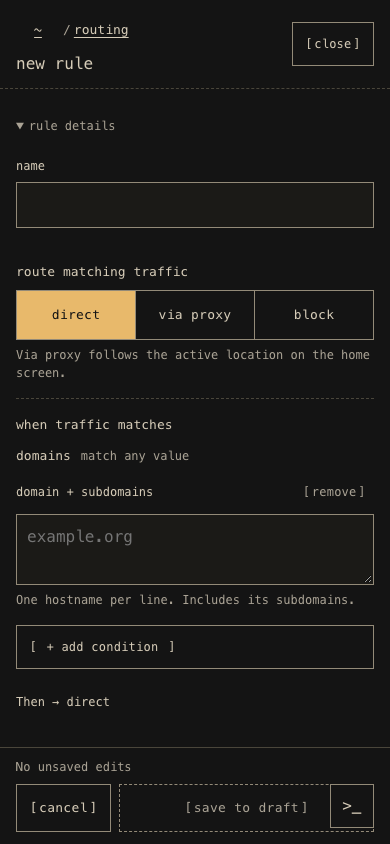 ~ / routing
[close]
new rule
▼ rule details
name
route matching traffic
direct via proxy block
Via proxy follows the active location on the home
screen.
when traffic matches
domains match any value
domain + subdomains [remove]
example.org
One hostname per line. Includes its subdomains.
[ + add condition ]
Then → direct
No unsaved edits
[cancel] [save to draft] >_